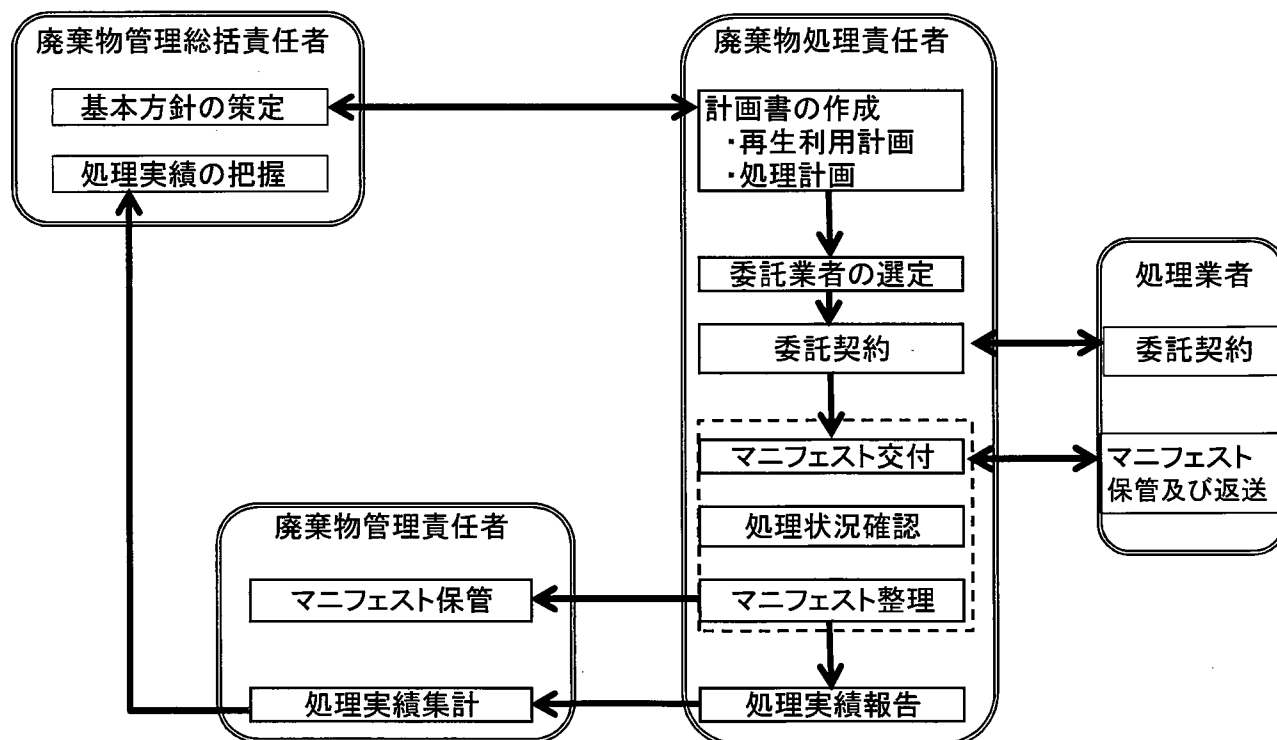 廃棄物管理総括責任者
基本方針の策定
処理実績の把握
廃棄物処理責任者
計画書の作成
・再生利用計画
・処理計画
委託業者の選定
委託契約
マニフェスト交付
処理状況確認
マニフェスト整理
処理実績報告
処理業者
委託契約
マニフェスト
保管及び返送
廃棄物管理責任者
マニフェスト保管
処理実績集計